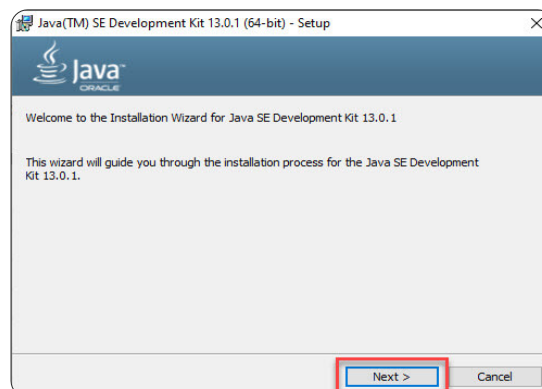 Java(TM) SE Development Kit 13.0.1 (64-bit) - Setup
Java
ORACLE
Welcome to the Installation Wizard for Java SE Development Kit 13.0.1
This wizard will guide you through the installation process for the Java SE Development
Kit 13.0.1.
Next > Cancel